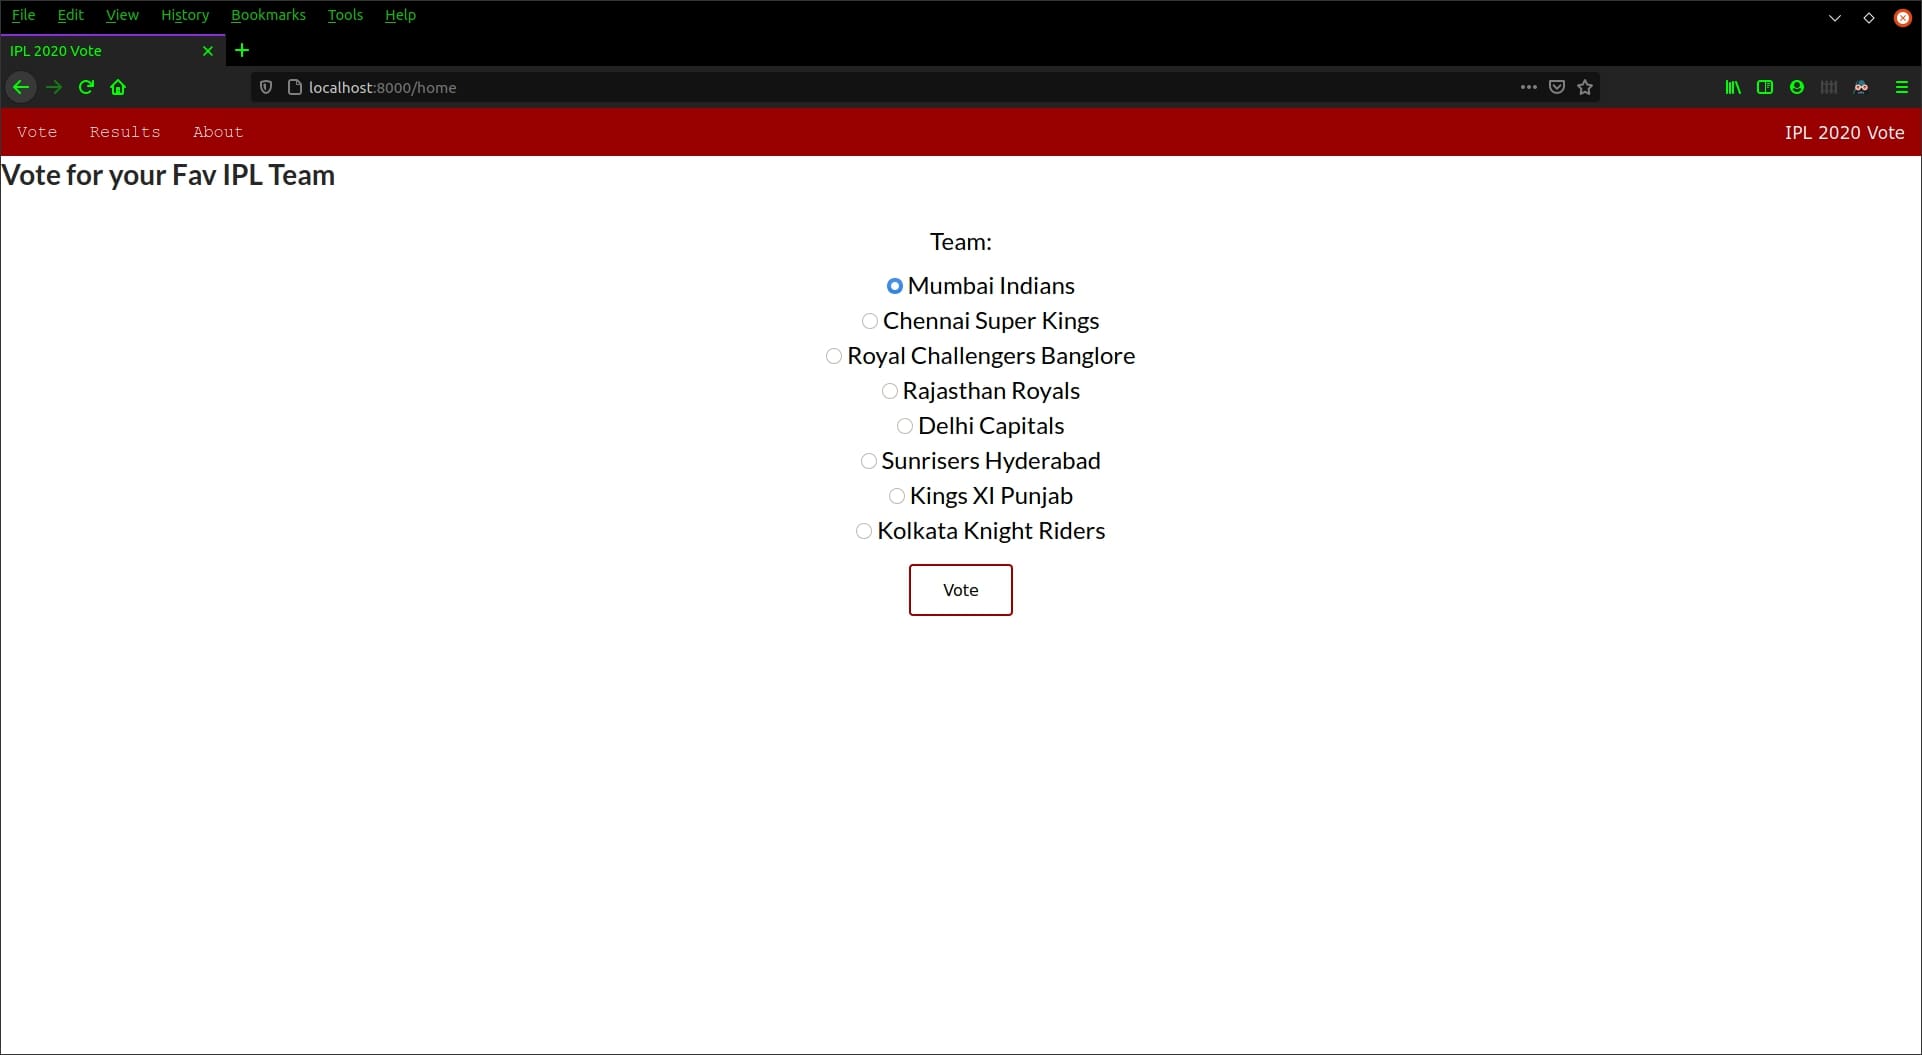 File Edit View History Bookmarks Tools Help
IPL 2020 Vote
localhost:8000/home
Vote Results About IPL 2020 Vote
Vote for your Fav IPL Team
Team:
Mumbai Indians
Chennai Super Kings
Royal Challengers Banglore
Rajasthan Royals
Delhi Capitals
Sunrisers Hyderabad
Kings XI Punjab
Kolkata Knight Riders
Vote